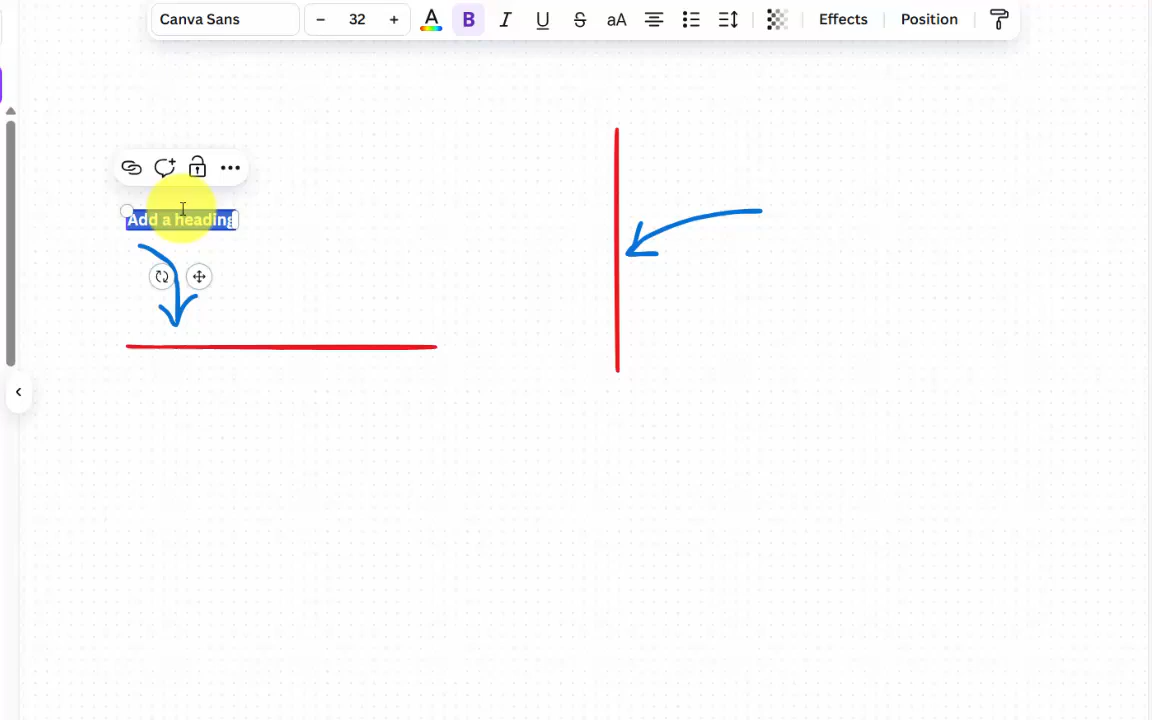 Canva Sans – 32 + A B I U S aA Effects Position
Add a heading